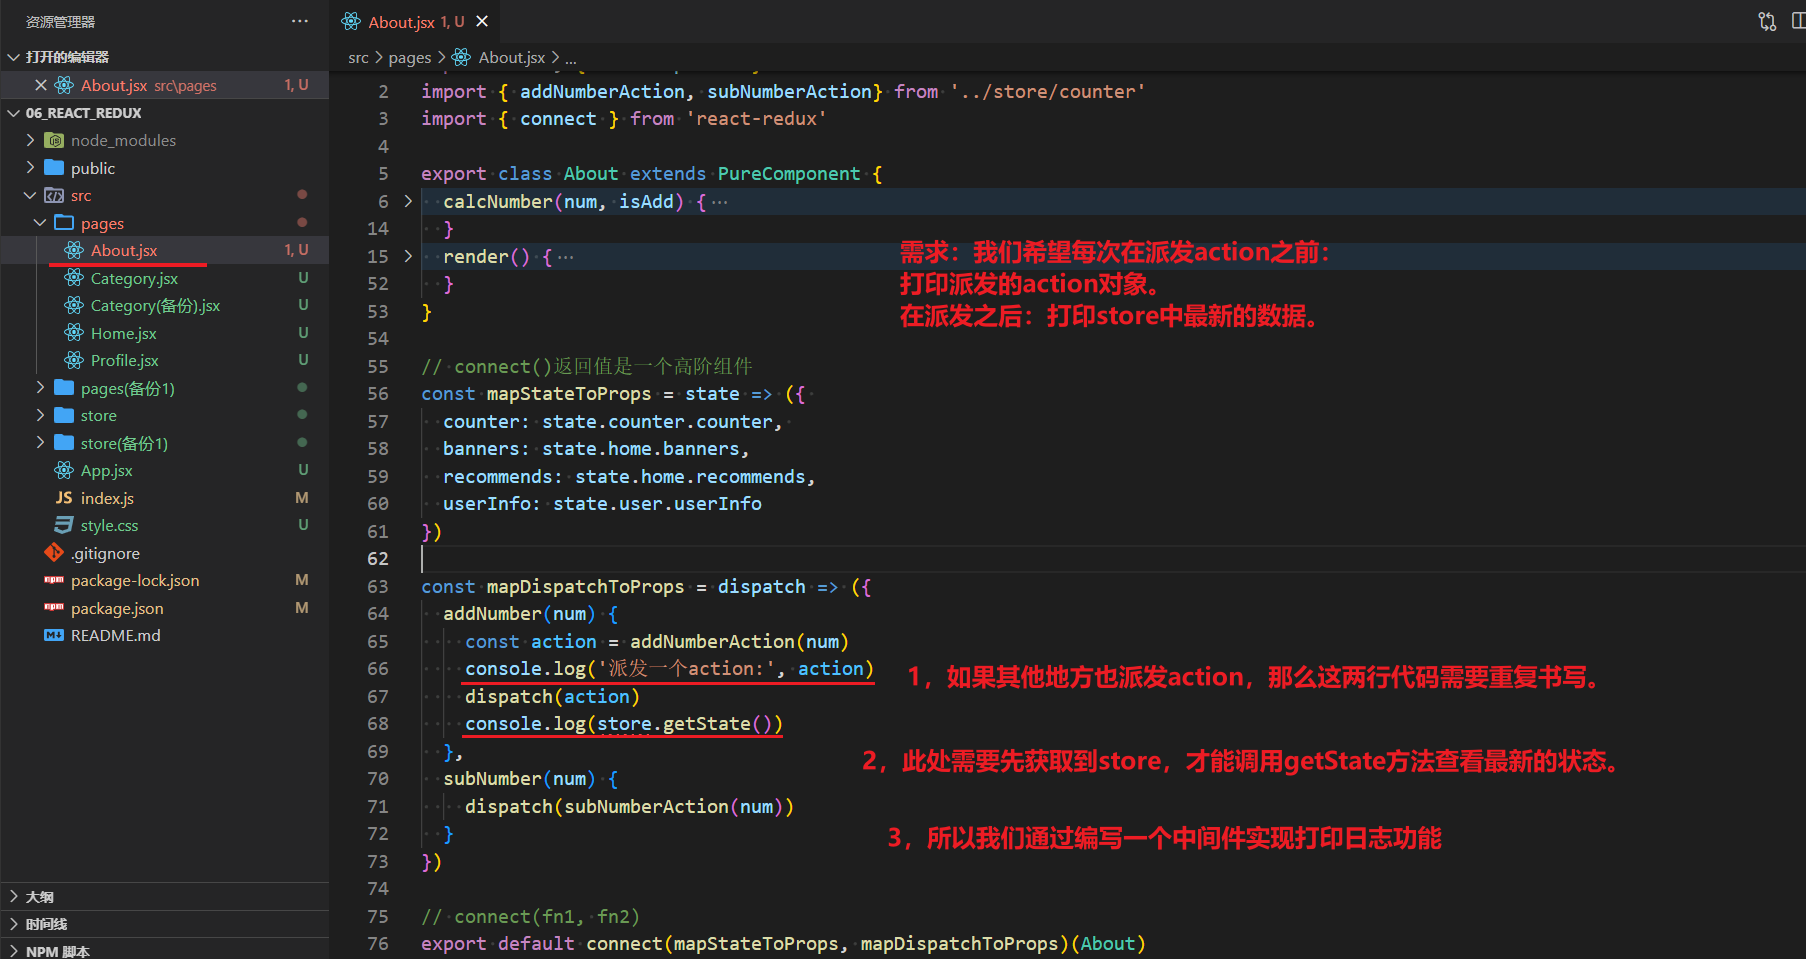 资源管理器
打开的编辑器
About.jsx src\pages 1, U
06_REACT_REDUX
node_modules
public
src
pages
About.jsx 1, U
Category.jsx U
Category(备份).jsx U
Home.jsx U
Profile.jsx U
pages(备份1)
store
store(备份1)
App.jsx U
JS index.js M
style.css U
.gitignore
npm package-lock.json M
npm package.json M
README.md
大纲
时间线
NPM 脚本
About.jsx 1, U
src > pages > About.jsx > ...
2 import { addNumberAction, subNumberAction} from '../store/counter'
3 import { connect } from 'react-redux'
4
5 export class About extends PureComponent {
6 calcNumber(num, isAdd) {…
14 }
15 render() {…
52 }
53 }
54
55 // connect()返回值是一个高阶组件
56 const mapStateToProps = state => ({
57 counter: state.counter.counter,
58 banners: state.home.banners,
59 recommends: state.home.recommends,
60 userInfo: state.user.userInfo
61 })
62
63 const mapDispatchToProps = dispatch => ({
64 addNumber(num) {
65 const action = addNumberAction(num)
66 console.log('派发一个action:', action)
67 dispatch(action)
68 console.log(store.getState())
69 },
70 subNumber(num) {
71 dispatch(subNumberAction(num))
72 }
73 })
74
75 // connect(fn1, fn2)
76 export default connect(mapStateToProps, mapDispatchToProps)(About)
需求：我们希望每次在派发action之前：
打印派发的action对象。
在派发之后：打印store中最新的数据。
1，如果其他地方也派发action，那么这两行代码需要重复书写。
2，此处需要先获取到store，才能调用getState方法查看最新的状态。
3，所以我们通过编写一个中间件实现打印日志功能